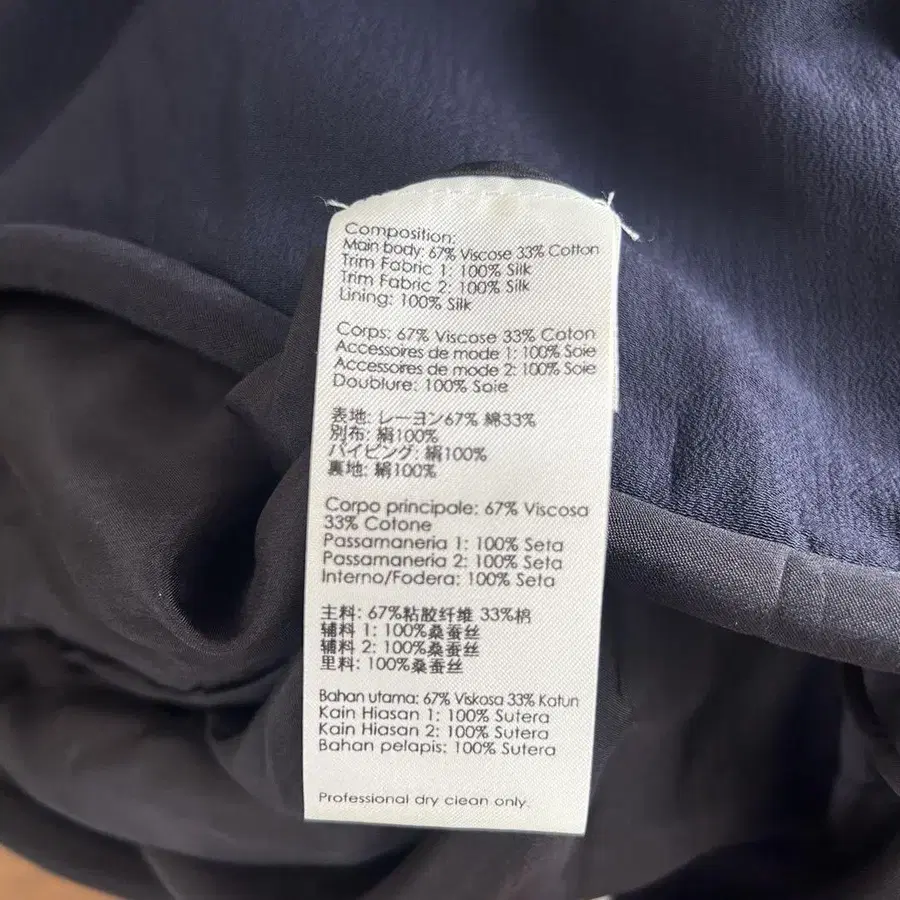 Composition:
Main body: 67% Viscose 33% Cotton
Trim Fabric 1: 100% Silk
Trim Fabric 2: 100% Silk
Lining: 100% Silk
Corps: 67% Viscose 33% Coton
Accessoires de mode 1: 100% Soie
Accessoires de mode 2: 100% Soie
Doublure: 100% Soie
表地: レーヨン67% 綿33%
別布: 絹100%
パイピング: 絹100%
裏地: 絹100%
Corpo principole: 67% Viscosa
33% Cotone
Passamaneria 1: 100% Seta
Passamaneria 2: 100% Seta
Interno/Fodera: 100% Seta
主料: 67%粘胶纤维 33%棉
辅料 1: 100%桑蚕丝
辅料 2: 100%桑蚕丝
里料: 100%桑蚕丝
Bahan utama: 67% Viskosa 33% Katun
Kain Hiasan 1: 100% Sutera
Kain Hiasan 2: 100% Sutera
Bahan pelapis: 100% Sutera
Professional dry clean only.